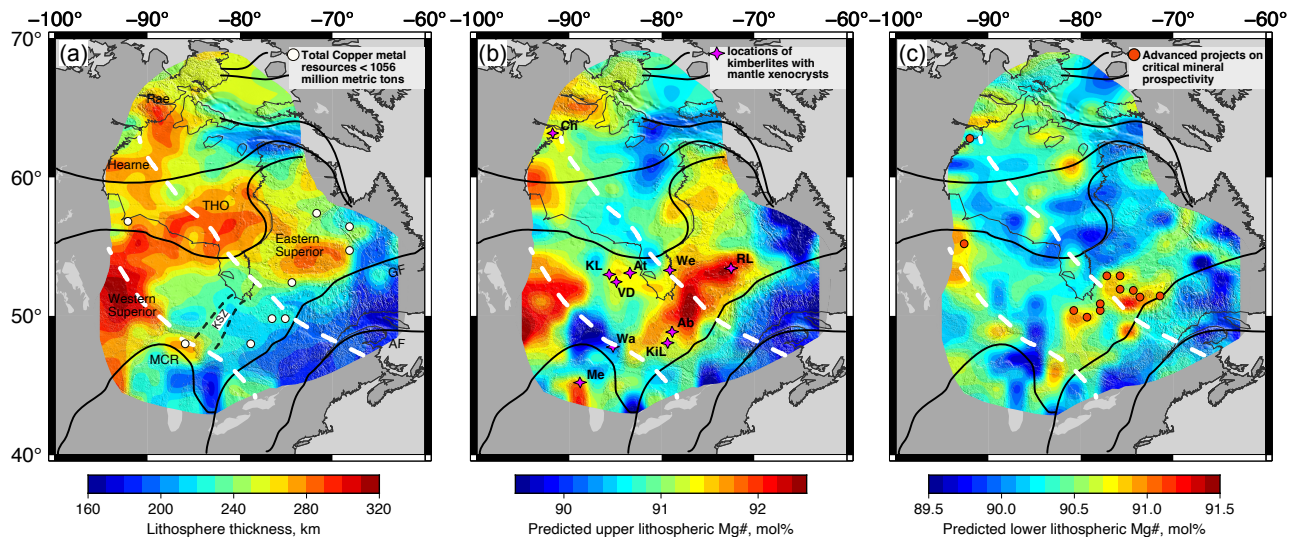 −100° −90° −80° −70° −60°
−100° −90° −80° −70° −60°
−100° −90° −80° −70° −60°
70°
60°
50°
40°
(a)
Total Copper metal
resources < 1056
million metric tons
Rae
Hearne
THO
Eastern
Superior
GF
Western
Superior
KSZ
MCR
AF
160 200 240 280 320
Lithosphere thickness, km
(b)
locations of
kimberlites with
mantle xenocrysts
Ch
KL
At
We
RL
VD
Ab
Wa
KiL
Me
90 91 92
Predicted upper lithospheric Mg#, mol%
(c)
Advanced projects on
critical mineral
prospectivity
89.5 90.0 90.5 91.0 91.5
Predicted lower lithospheric Mg#, mol%